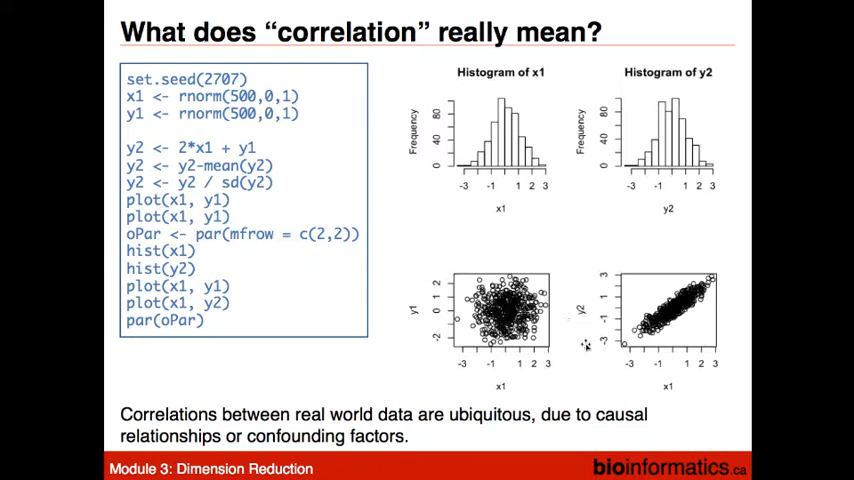 What does “correlation” really mean?
set.seed(2707)
x1 <- rnorm(500,0,1)
y1 <- rnorm(500,0,1)
y2 <- 2*x1 + y1
y2 <- y2-mean(y2)
y2 <- y2 / sd(y2)
plot(x1, y1)
plot(x1, y1)
oPar <- par(mfrow = c(2,2))
hist(x1)
hist(y2)
plot(x1, y1)
plot(x1, y2)
par(oPar)
Histogram of x1
Frequency
0 40 80
-3 -1 1 2 3
x1
Histogram of y2
Frequency
0 40 80
-3 -1 1 2 3
y2
y1
2
1
0
-2
-3 -1 0 1 2 3
x1
y2
3
1
-1
-3
-3 -1 0 1 2 3
x1
Correlations between real world data are ubiquitous, due to causal
relationships or confounding factors.
Module 3: Dimension Reduction
bioinformatics.ca